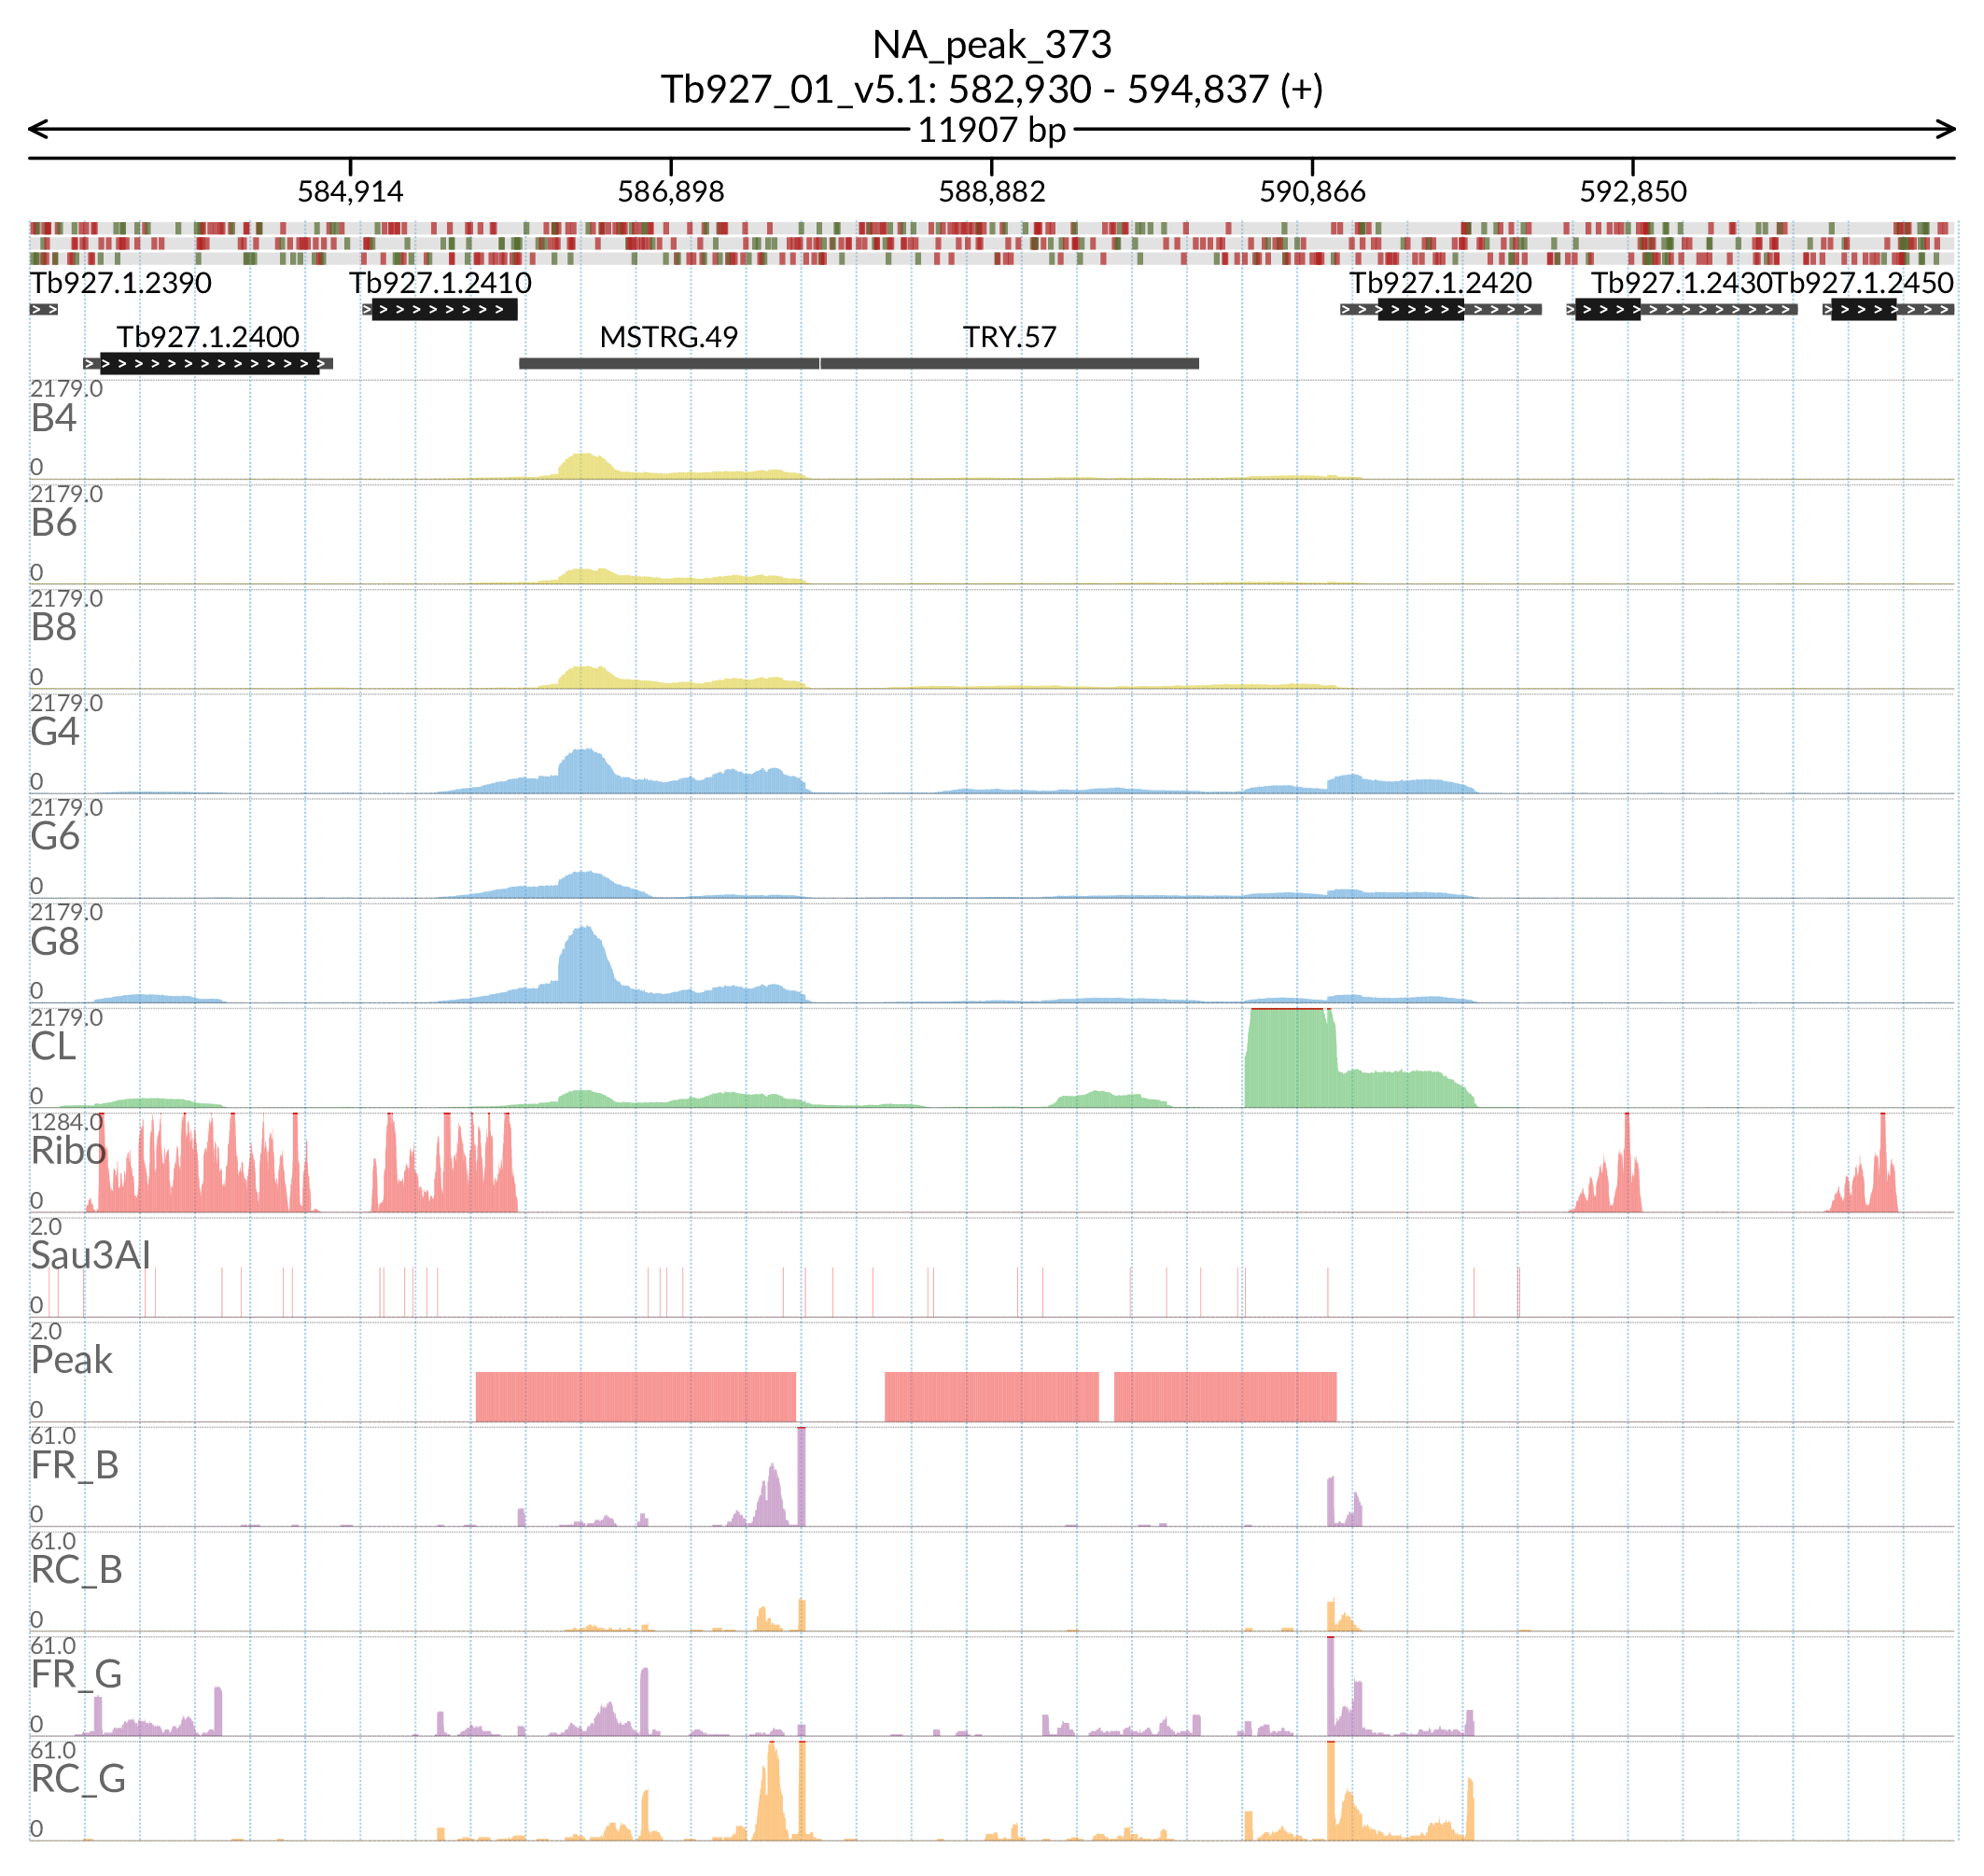 NA_peak_373
Tb927_01_v5.1: 582,930 - 594,837 (+)
11907 bp
584,914 586,898 588,882 590,866 592,850
Tb927.1.2390 Tb927.1.2410 Tb927.1.2420 Tb927.1.2430 Tb927.1.2450
Tb927.1.2400 MSTRG.49 TRY.57
2179.0
B4
0
2179.0
B6
0
2179.0
B8
0
2179.0
G4
0
2179.0
G6
0
2179.0
G8
0
2179.0
CL
0
1284.0
Ribo
0
2.0
Sau3AI
0
2.0
Peak
0
61.0
FR_B
0
61.0
RC_B
0
61.0
FR_G
0
61.0
RC_G
0